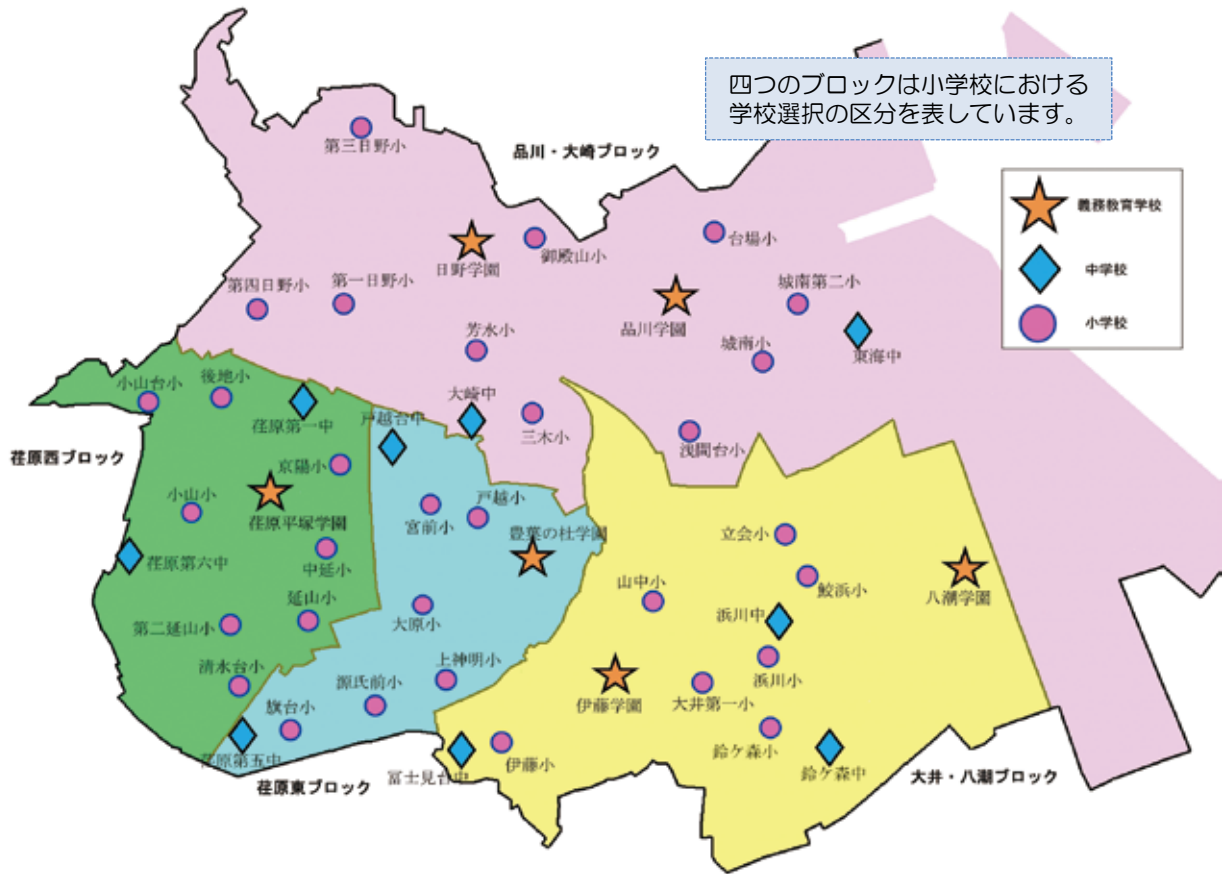 四つのブロックは小学校における
学校選択の区分を表しています。
品川・大崎ブロック
第三日野小
義務教育学校
中学校
小学校
日野学園
御殿山小
台場小
第四日野小
第一日野小
品川学園
城南第二小
芳水小
城南小
東海中
小山台小
後地小
荏原第一中
戸越台中
大崎中
三木小
浅間台小
荏原西ブロック
京陽小
小山小
荏原平塚学園
宮前小
戸越小
豊葉の杜学園
立会小
荏原第六中
中延小
山中小
鮫浜小
八潮学園
延山小
第二延山小
大原小
浜川中
清水台小
源氏前小
上神明小
伊藤学園
大井第一小
浜川小
旗台小
荏原第五中
冨士見台中
伊藤小
鈴ケ森小
鈴ケ森中
荏原東ブロック
大井・八潮ブロック